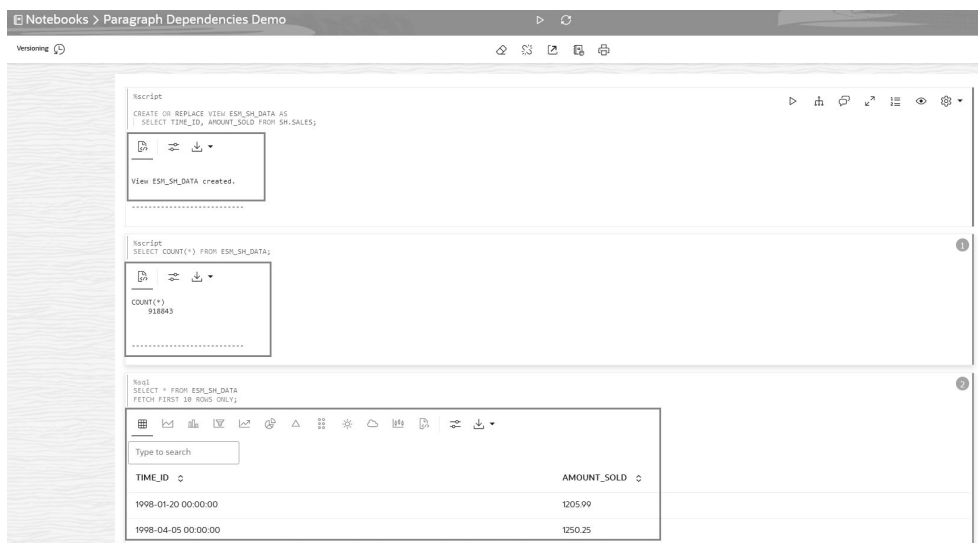 Notebooks > Paragraph Dependencies Demo
Versioning
%script
CREATE OR REPLACE VIEW ESM_SH_DATA AS
SELECT TIME_ID, AMOUNT_SOLD FROM SH.SALES;
View ESM_SH_DATA created.
---------------------------
%script
SELECT COUNT(*) FROM ESM_SH_DATA;
1
COUNT(*)
918843
---------------------------
%sql
SELECT * FROM ESM_SH_DATA
FETCH FIRST 10 ROWS ONLY;
2
Type to search
TIME_ID AMOUNT_SOLD
1998-01-20 00:00:00 1205.99
1998-04-05 00:00:00 1250.25